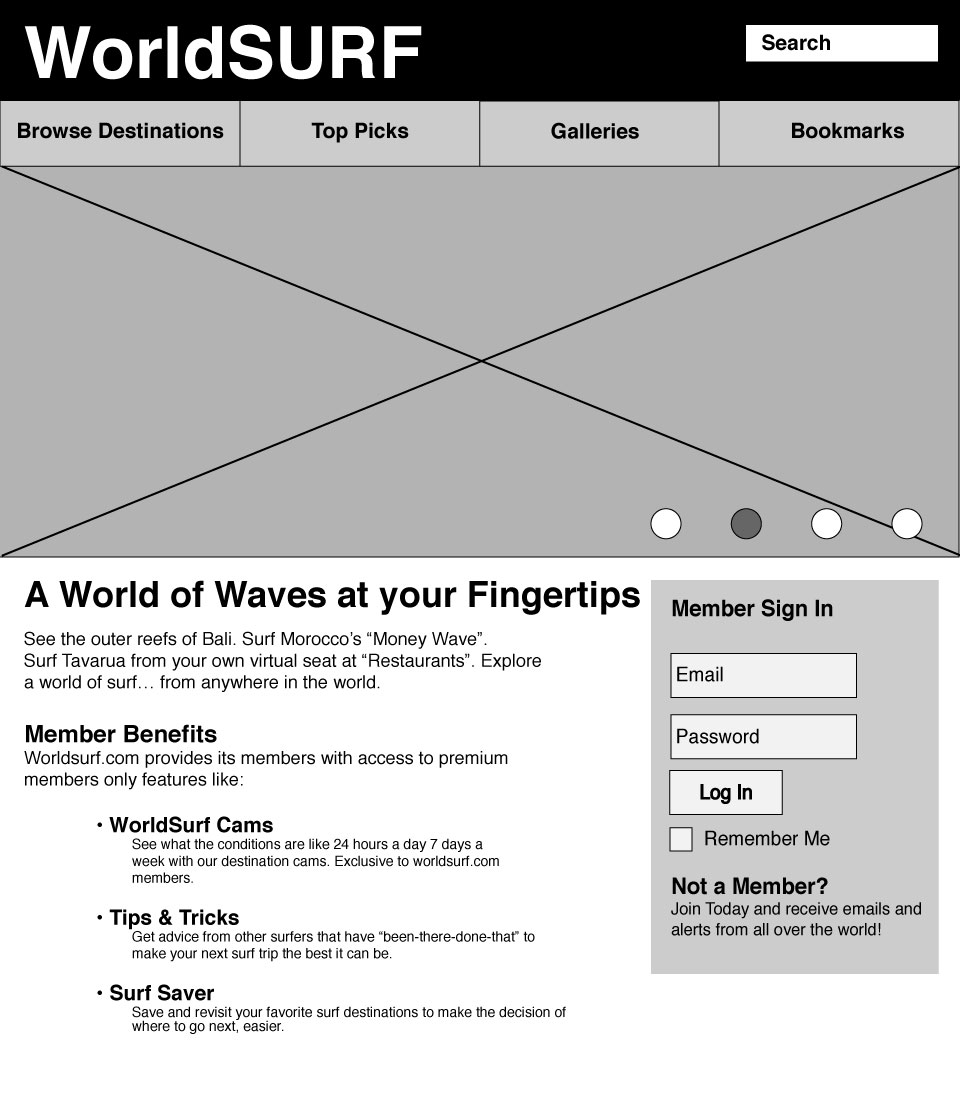 WorldSURF
Search
Browse Destinations
Top Picks
Galleries
Bookmarks
A World of Waves at your Fingertips
See the outer reefs of Bali. Surf Morocco’s “Money Wave”.
Surf Tavarua from your own virtual seat at “Restaurants”. Explore
a world of surf… from anywhere in the world.
Member Benefits
Worldsurf.com provides its members with access to premium
members only features like:
• WorldSurf Cams
See what the conditions are like 24 hours a day 7 days a
week with our destination cams. Exclusive to worldsurf.com
members.
• Tips & Tricks
Get advice from other surfers that have “been-there-done-that” to
make your next surf trip the best it can be.
• Surf Saver
Save and revisit your favorite surf destinations to make the decision of
where to go next, easier.
Member Sign In
Email
Password
Log In
Remember Me
Not a Member?
Join Today and receive emails and
alerts from all over the world!